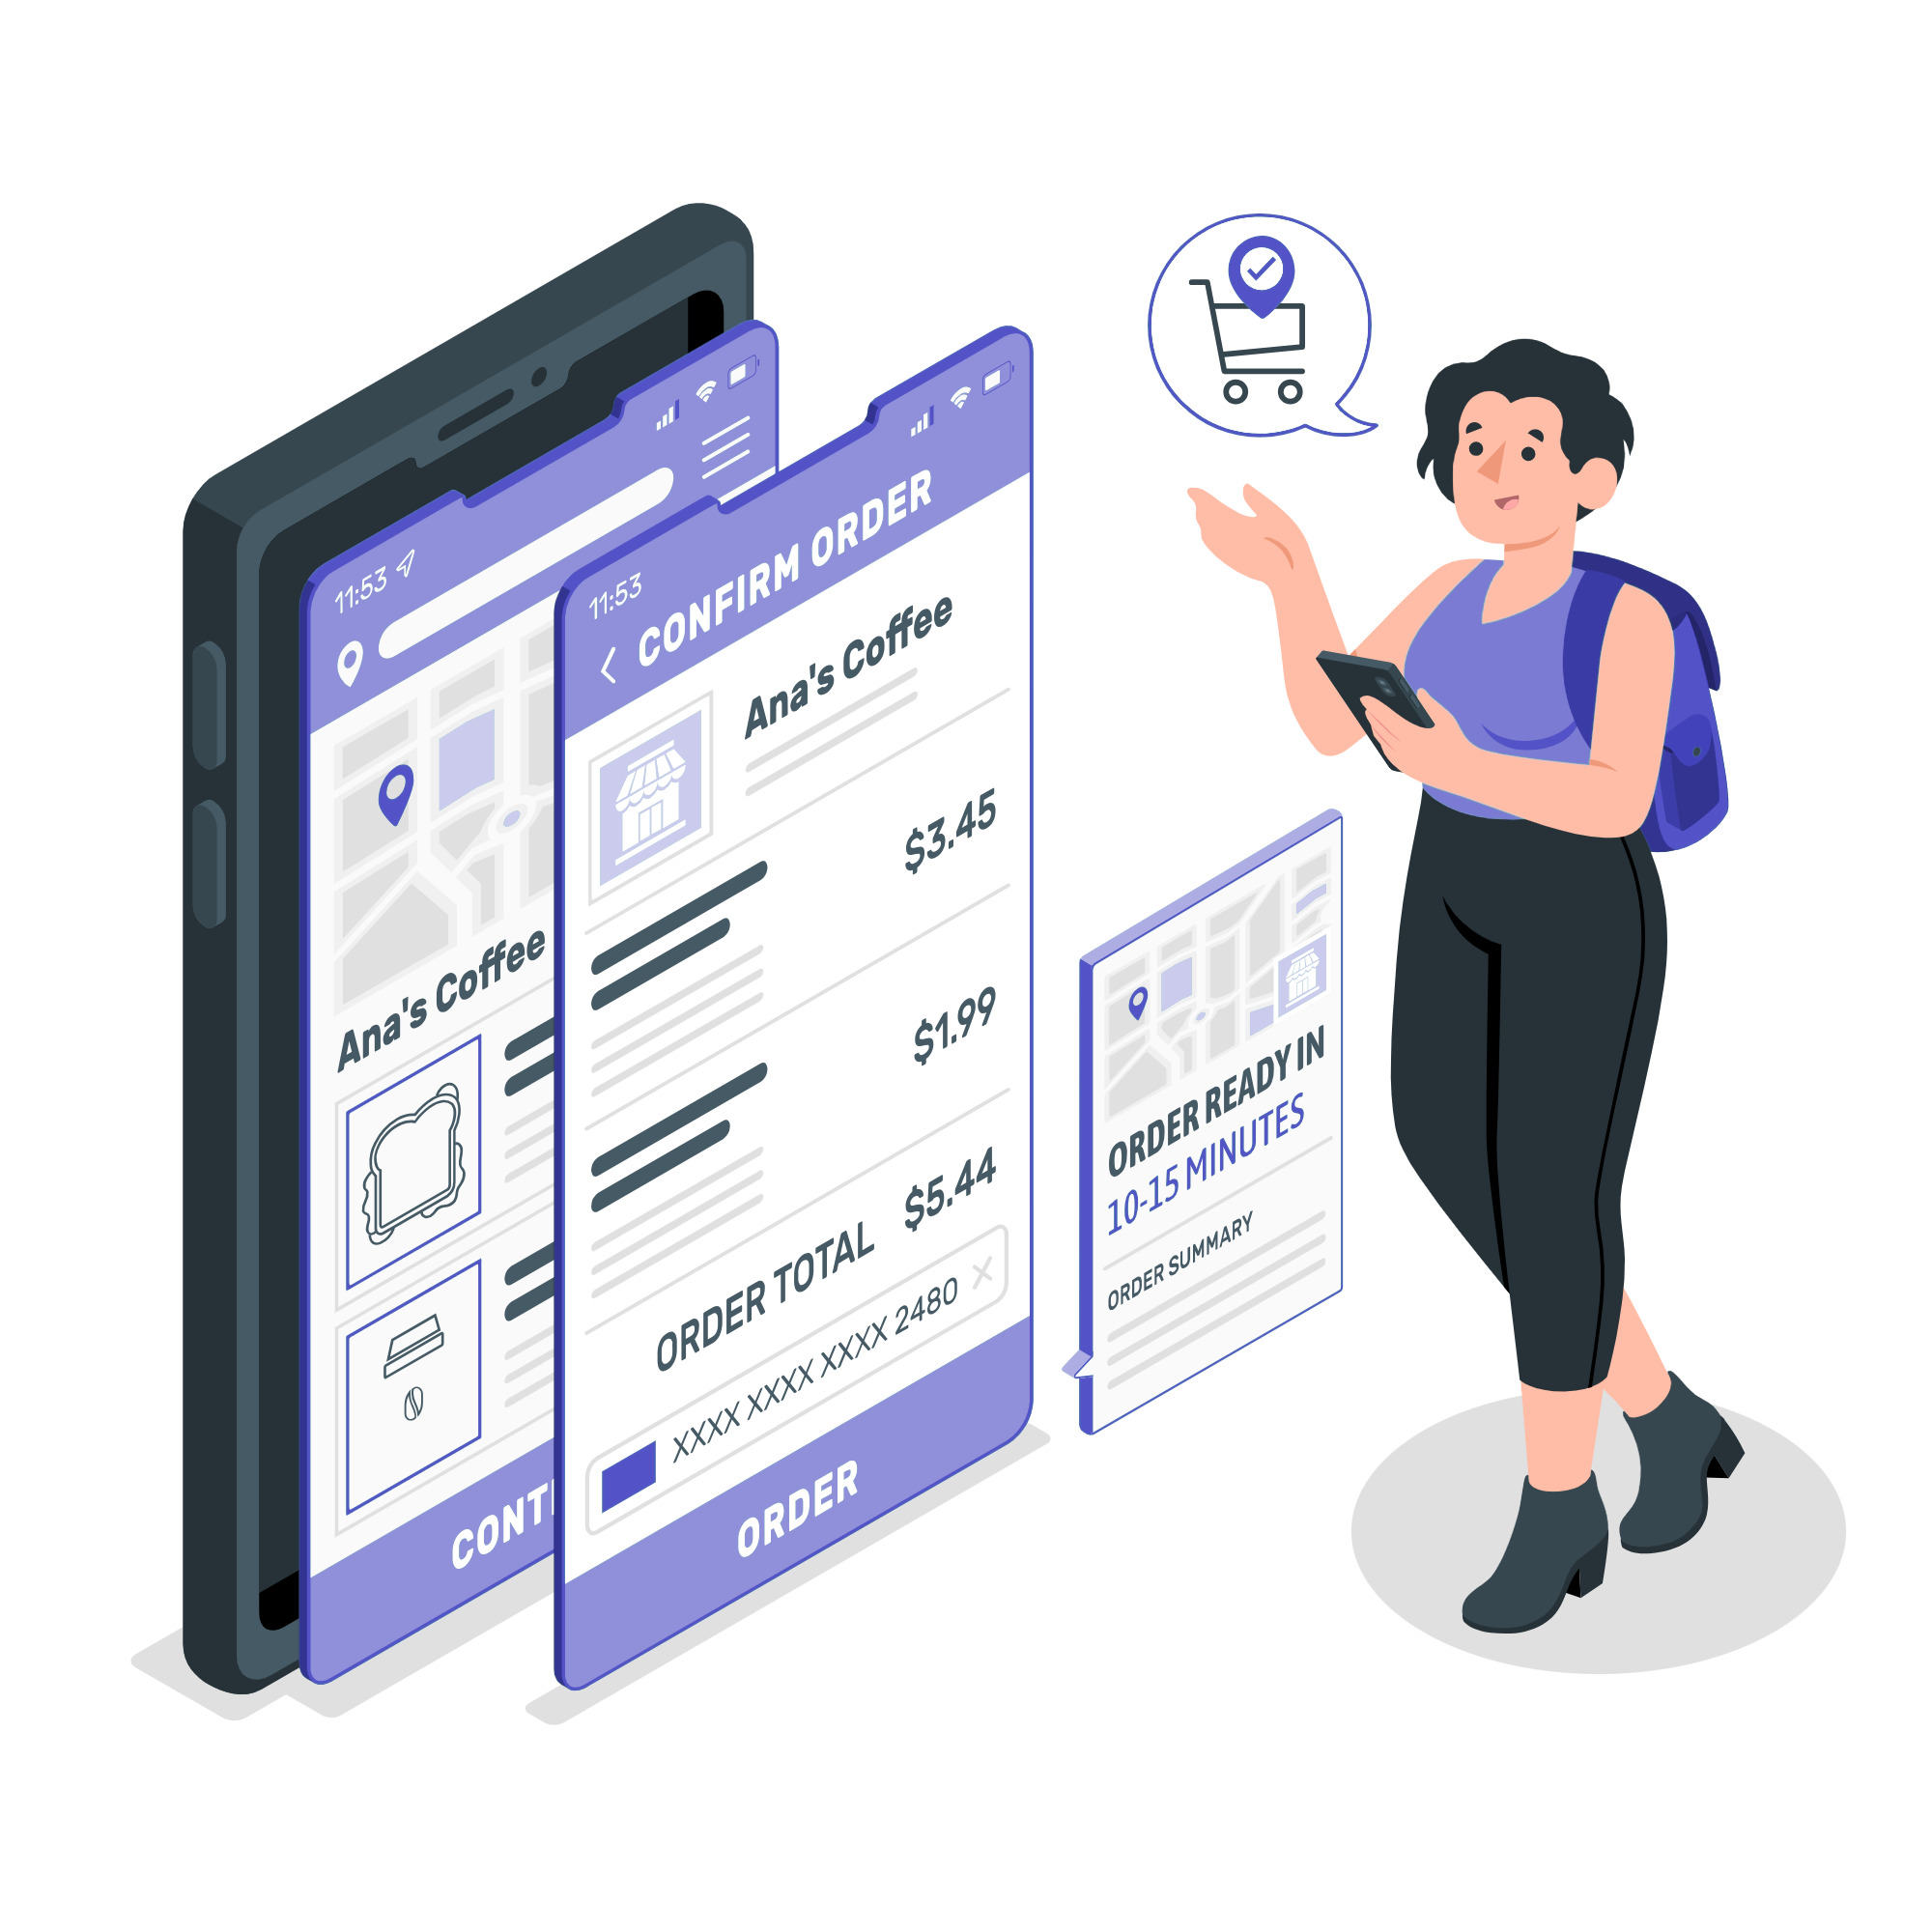 11:53
Ana's Coffee
CONT
11:53
CONFIRM ORDER
Ana's Coffee
$3.45
$1.99
ORDER TOTAL $5.44
XXXX XXXX XXXX 2480
ORDER
ORDER READY IN
10-15 MINUTES
ORDER SUMMARY